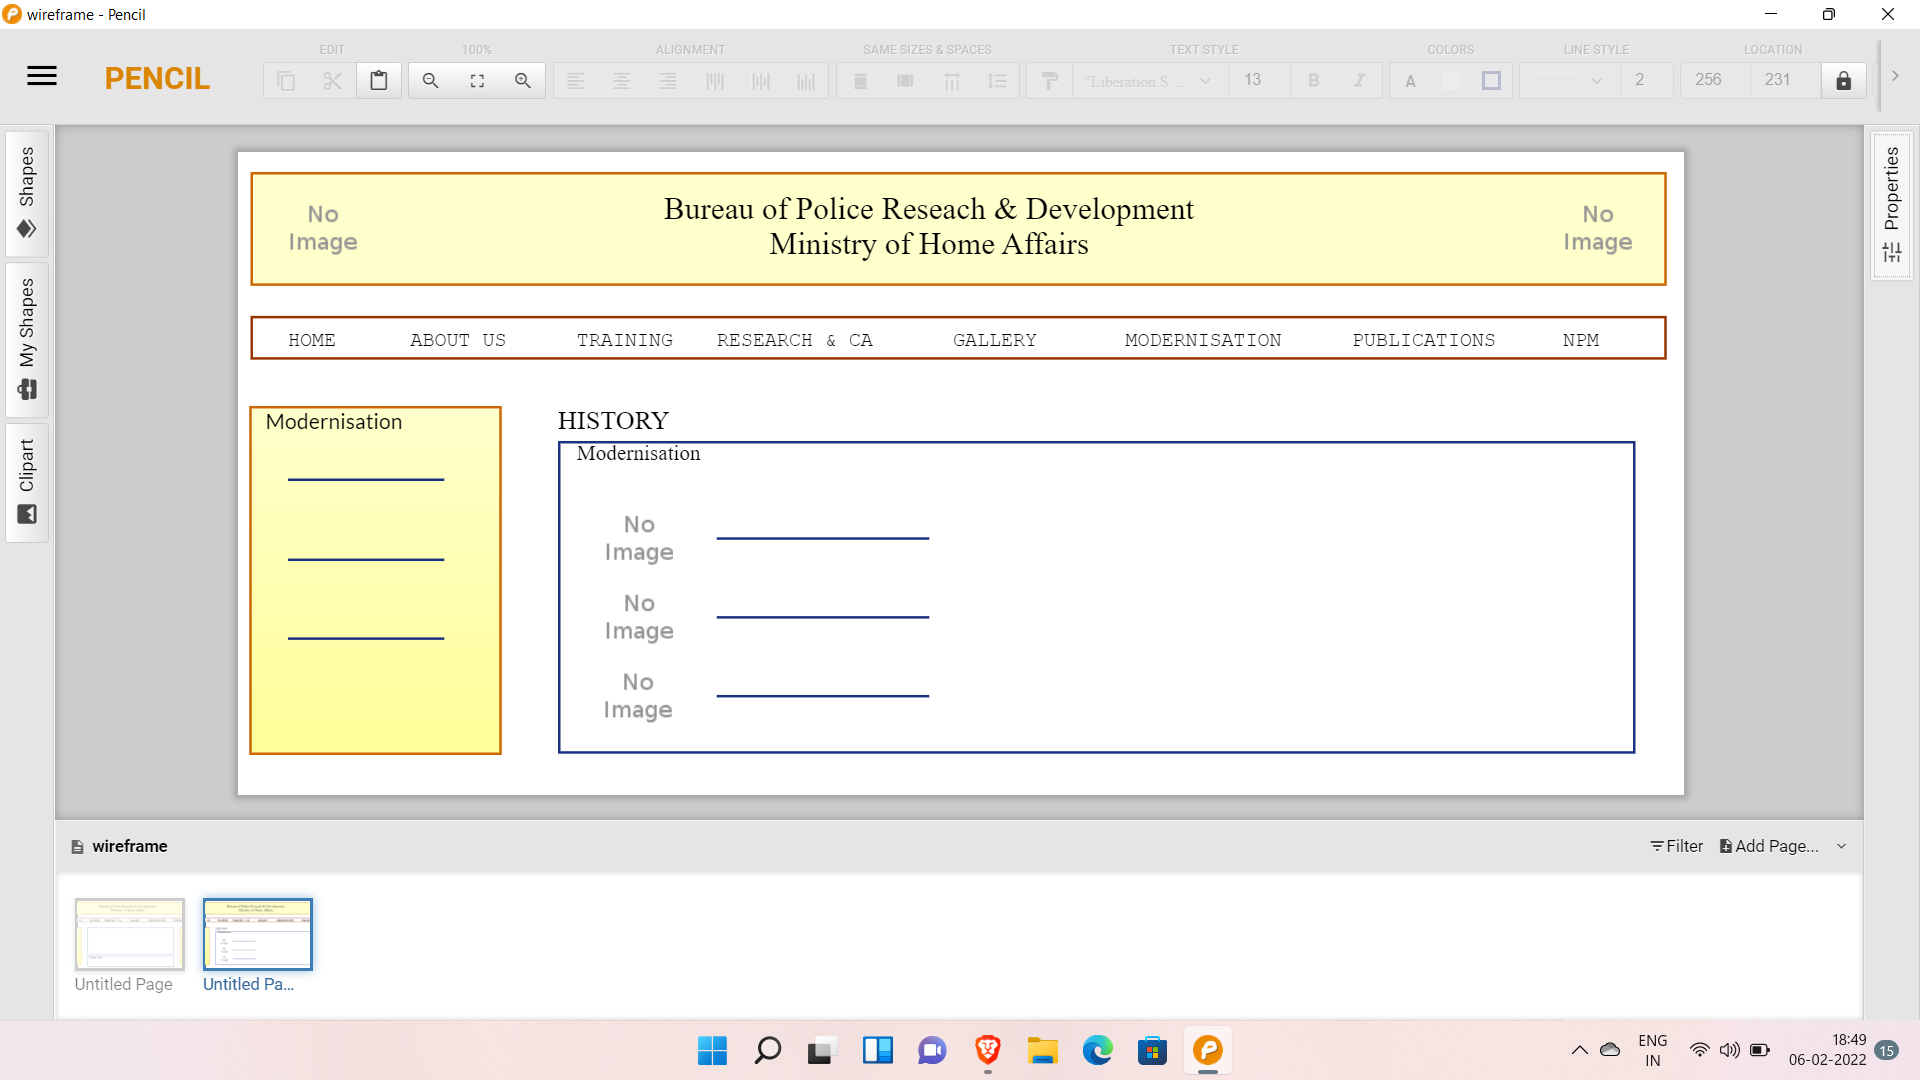 wireframe - Pencil
EDIT
100%
ALIGNMENT
SAME SIZES & SPACES
TEXT STYLE
COLORS
LINE STYLE
LOCATION
PENCIL
"Liberation S...
13
B
I
A
2
256
231
Shapes
My Shapes
Clipart
Properties
No
Image
Bureau of Police Reseach & Development
Ministry of Home Affairs
No
Image
HOME ABOUT US TRAINING RESEARCH & CA GALLERY MODERNISATION PUBLICATIONS NPM
Modernisation
HISTORY
Modernisation
No
Image
No
Image
No
Image
wireframe
Filter
Add Page...
Untitled Page
Untitled Pa...
ENG
IN
18:49
06-02-2022
15